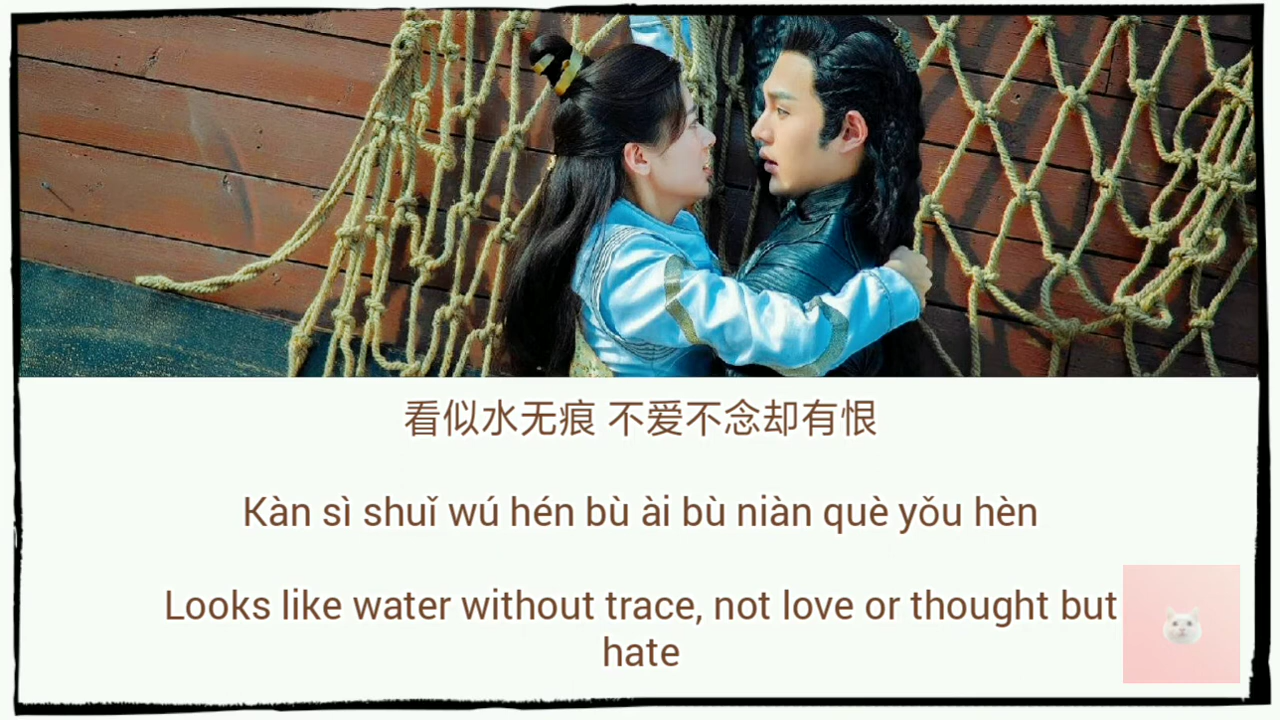 看似水无痕 不爱不念却有恨
Kàn sì shuǐ wú hén bù ài bù niàn què yǒu hèn
Looks like water without trace, not love or thought but
hate